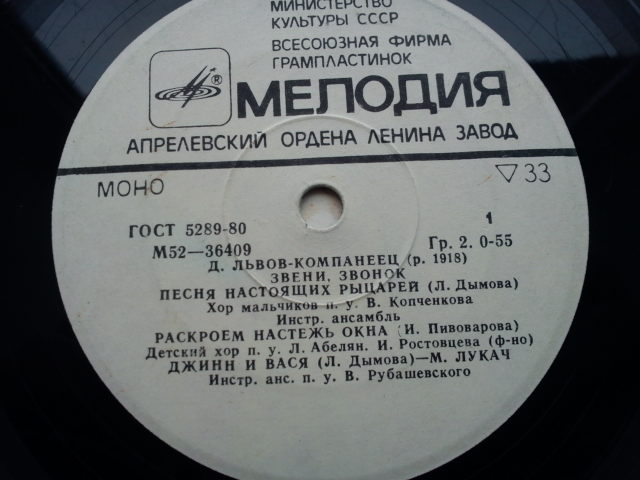 МИНИСТЕРСТВО
КУЛЬТУРЫ СССР
ВСЕСОЮЗНАЯ ФИРМА
ГРАМПЛАСТИНОК
® МЕЛОДИЯ
АПРЕЛЕВСКИЙ ОРДЕНА ЛЕНИНА ЗАВОД
МОНО ▽ 33
ГОСТ 5289-80 1
М52—36409 Гр. 2. 0-55
Д. ЛЬВОВ-КОМПАНЕЕЦ (р. 1918)
ЗВЕНИ, ЗВОНОК
ПЕСНЯ НАСТОЯЩИХ РЫЦАРЕЙ (Л. Дымова)
Хор мальчиков п. у. В. Копченкова
Инстр. ансамбль
РАСКРОЕМ НАСТЕЖЬ ОКНА (И. Пивоварова)
Детский хор п. у. Л. Абелян. И. Ростовцева (ф-но)
ДЖИНН И ВАСЯ (Л. Дымова)—М. ЛУКАЧ
Инстр. анс. п. у. В. Рубашевского